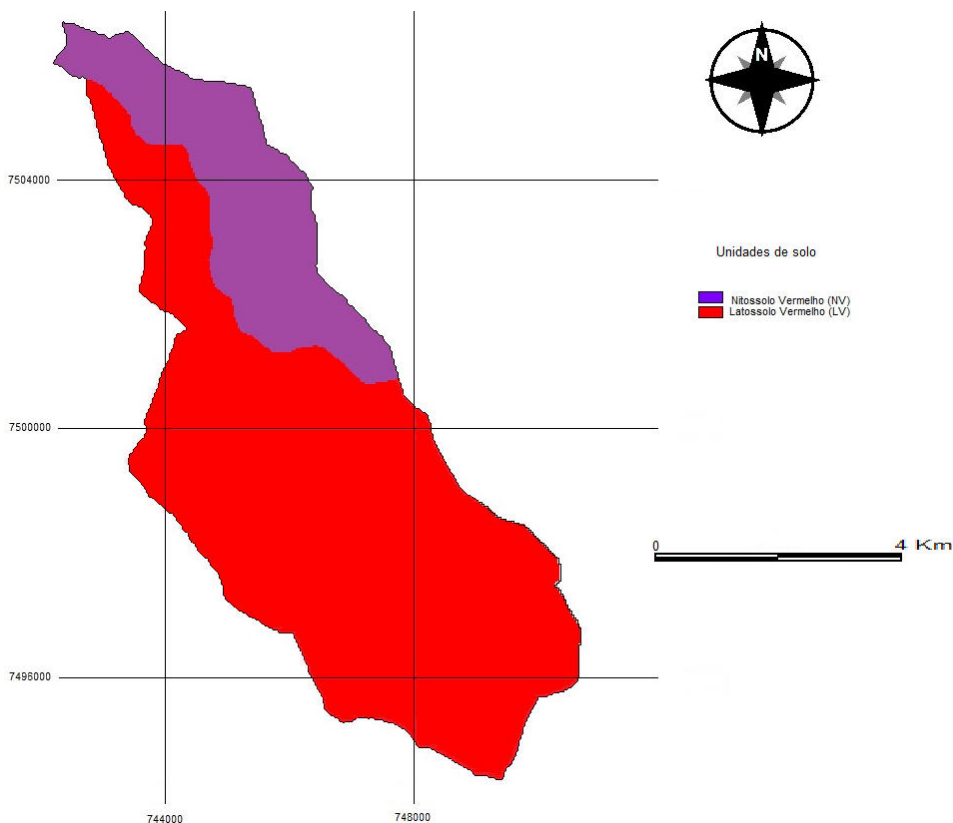 N
7504000
Unidades de solo
Nitossolo Vermelho (NV)
Latossolo Vermelho (LV)
7500000
0 4 Km
7496000
744000 748000